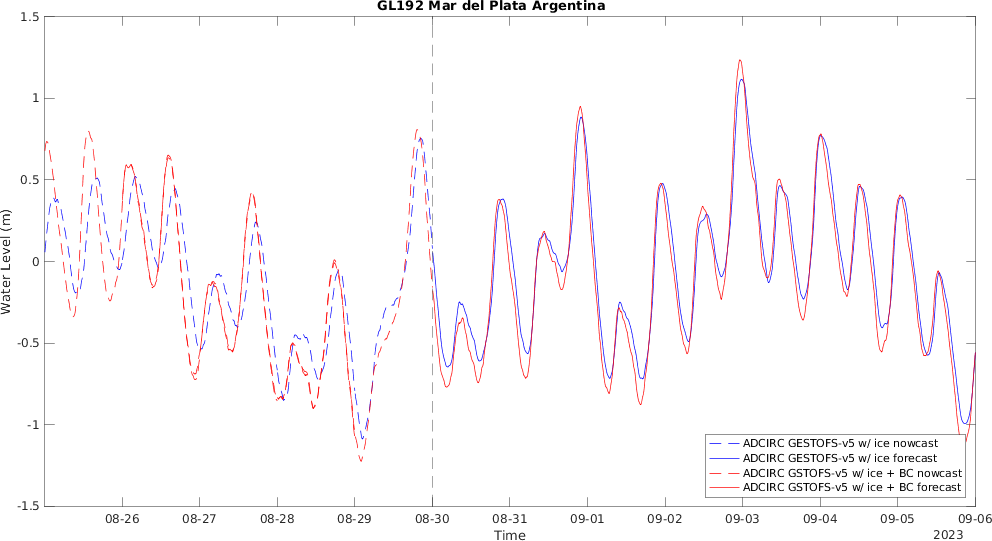 GL192 Mar del Plata Argentina
1.5
1
0.5
0
-0.5
-1
-1.5
Water Level (m)
ADCIRC GESTOFS-v5 w/ ice nowcast
ADCIRC GESTOFS-v5 w/ ice forecast
ADCIRC GSTOFS-v5 w/ ice + BC nowcast
ADCIRC GSTOFS-v5 w/ ice + BC forecast
08-26 08-27 08-28 08-29 08-30 08-31 09-01 09-02 09-03 09-04 09-05 09-06
Time
2023